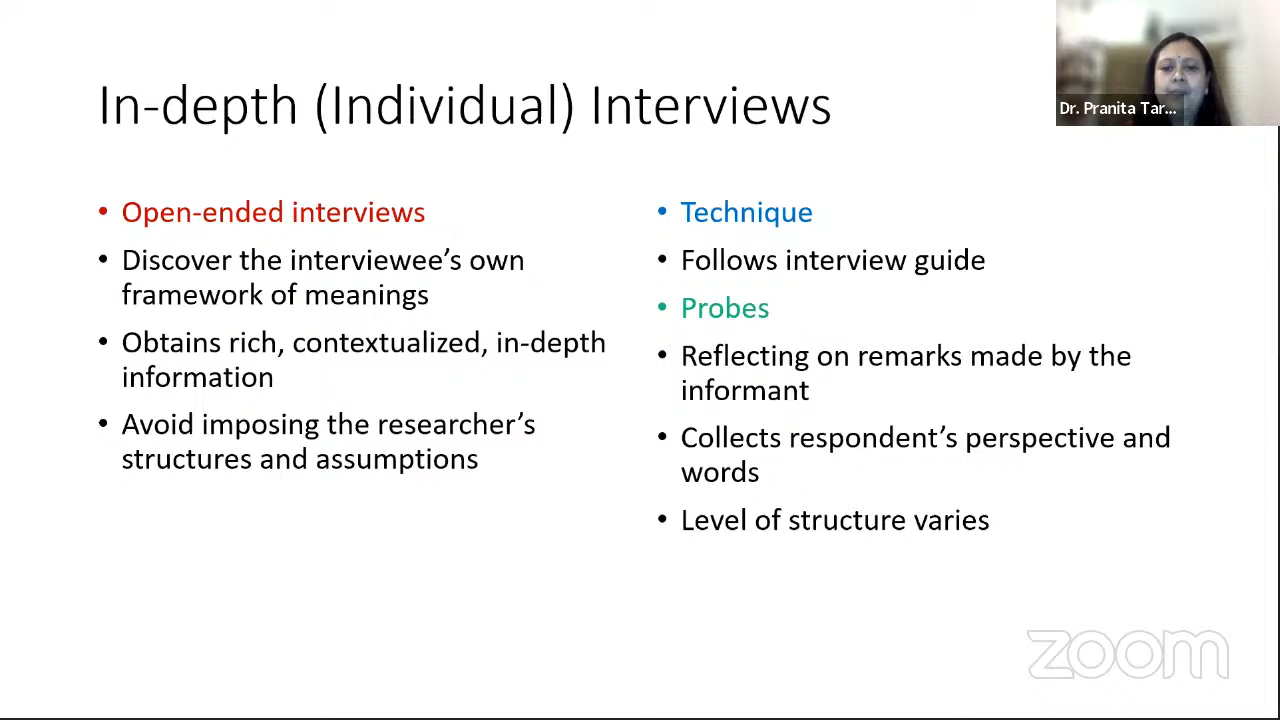 In-depth (Individual) Interviews
Dr. Pranita Tar...
• Open-ended interviews
• Discover the interviewee’s own
framework of meanings
• Obtains rich, contextualized, in-depth
information
• Avoid imposing the researcher’s
structures and assumptions
• Technique
• Follows interview guide
• Probes
• Reflecting on remarks made by the
informant
• Collects respondent’s perspective and
words
• Level of structure varies
zoom